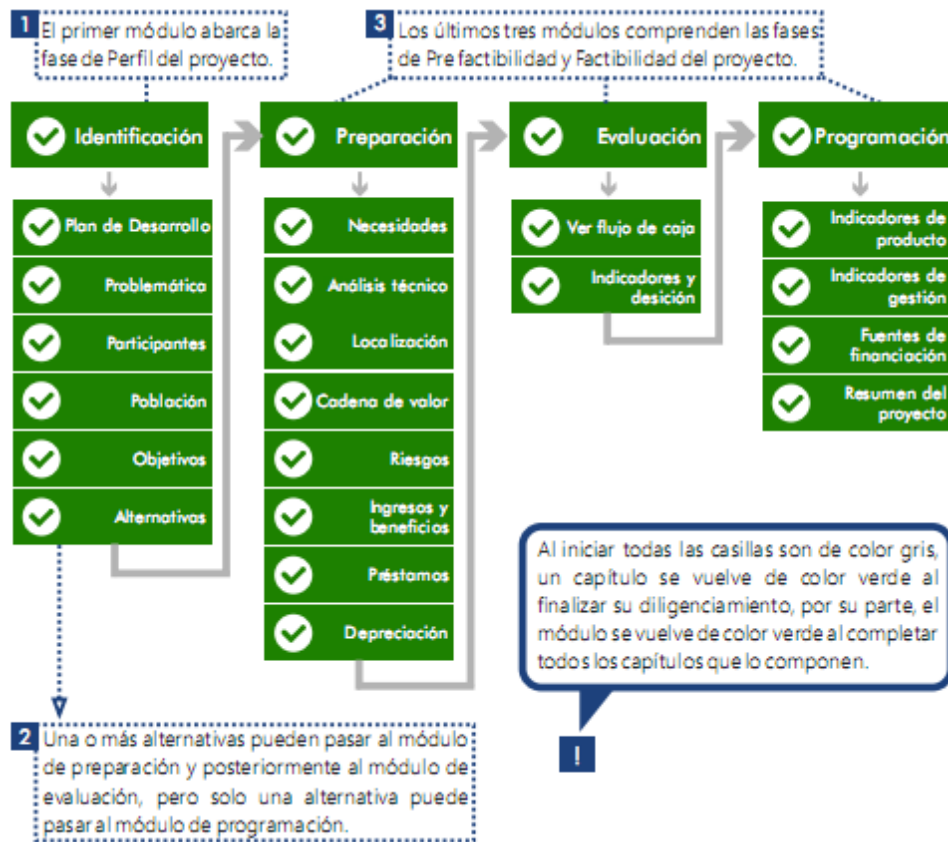 1 El primer módulo abarca la
fase de Perfil del proyecto.
3 Los últimos tres módulos comprenden las fases
de Prefactibilidad y Factibilidad del proyecto.
Identificación
Plan de Desarrollo
Problemática
Participantes
Población
Objetivos
Alternativas
Preparación
Necesidades
Análisis técnico
Localización
Cadena de valor
Riesgos
Ingresos y
beneficios
Préstamos
Depreciación
Evaluación
Ver flujo de caja
Indicadores y
desición
Programación
Indicadores de
producto
Indicadores de
gestión
Fuentes de
financiación
Resumen del
proyecto
Al iniciar todas las casillas son de color gris,
un capítulo se vuelve de color verde al
finalizar su diligenciamiento, por su parte, el
módulo se vuelve de color verde al completar
todos los capítulos que lo componen.
!
2 Una o más alternativas pueden pasar al módulo
de preparación y posteriormente al módulo de
evaluación, pero solo una alternativa puede
pasar al módulo de programación.